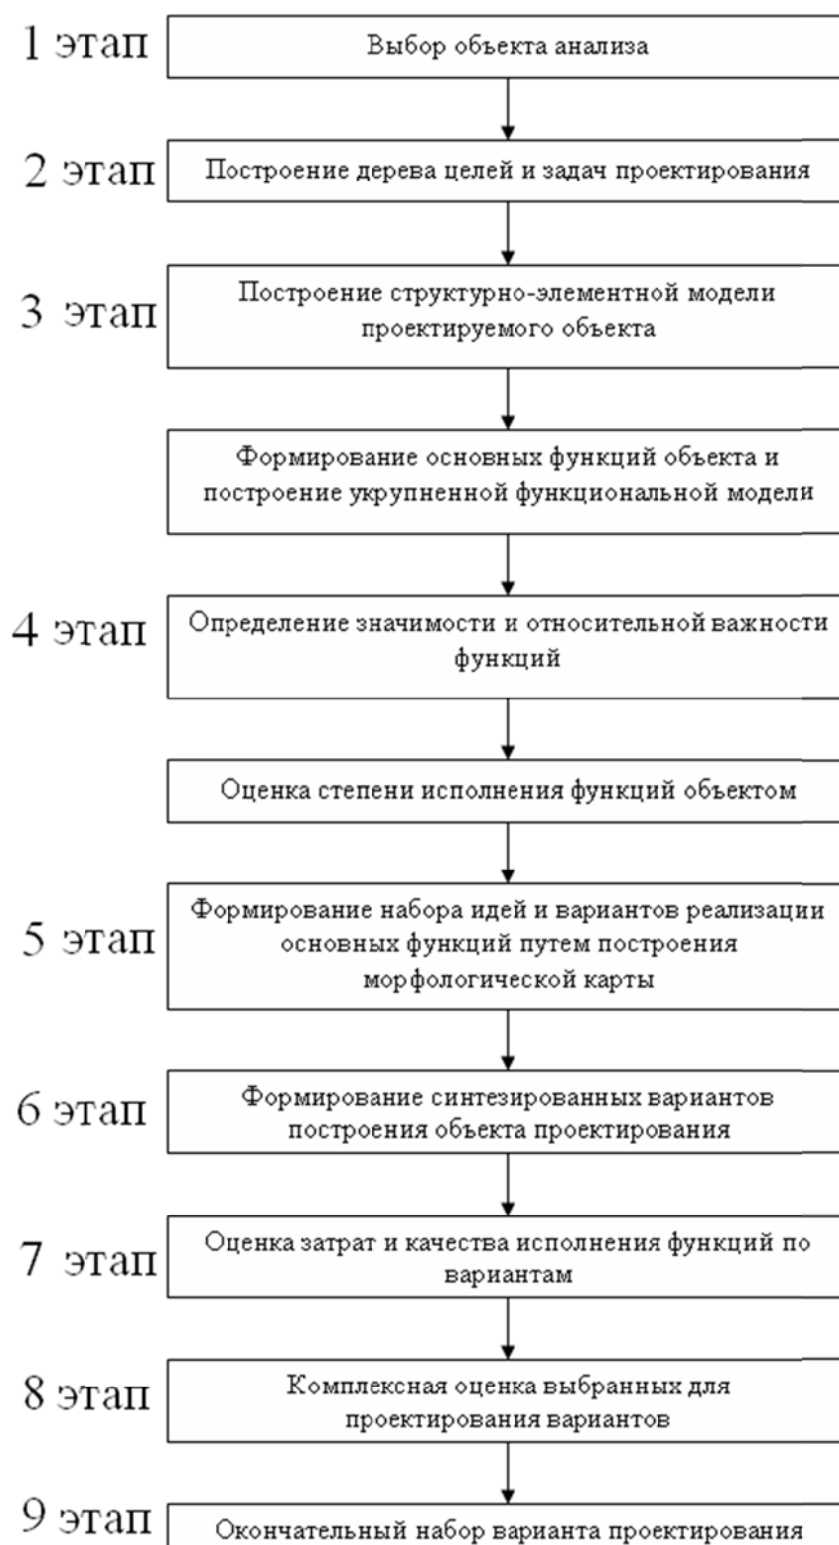 1 этап
Выбор объекта анализа
2 этап
Построение дерева целей и задач проектирования
3 этап
Построение структурно-элементной модели
проектируемого объекта
Формирование основных функций объекта и
построение укрупненной функциональной модели
4 этап
Определение значимости и относительной важности
функций
Оценка степени исполнения функций объектом
5 этап
Формирование набора идей и вариантов реализации
основных функций путем построения
морфологической карты
6 этап
Формирование синтезированных вариантов
построения объекта проектирования
7 этап
Оценка затрат и качества исполнения функций по
вариантам
8 этап
Комплексная оценка выбранных для
проектирования вариантов
9 этап
Окончательный набор варианта проектирования